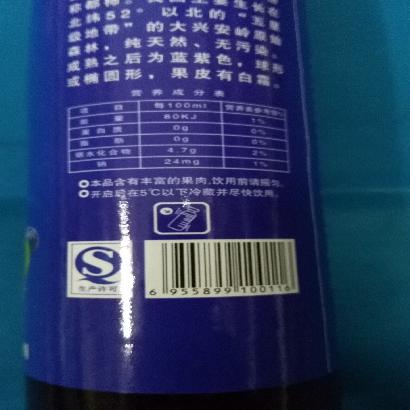 北纬52°以北的"五星
级地带"的大兴安岭原始
森林，纯天然、无污染，
成熟之后为蓝紫色，球形
或椭圆形，果皮有白霜。
营养成分表
项 目 每100ml 营养素参考值%
能 量 80KJ 1%
蛋白质 0g 0%
脂 肪 0g 0%
碳水化合物 4.7g 2%
钠 24mg 1%
本品含有丰富的果肉,饮用前请摇匀。
开启后在5℃以下冷藏并尽快饮用。
生产许可
6 955899 100116